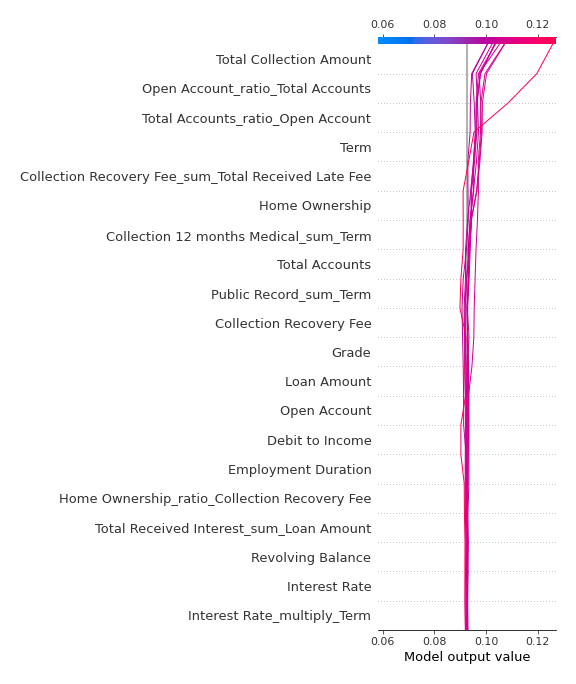 0.06 0.08 0.10 0.12
Total Collection Amount
Open Account_ratio_Total Accounts
Total Accounts_ratio_Open Account
Term
Collection Recovery Fee_sum_Total Received Late Fee
Home Ownership
Collection 12 months Medical_sum_Term
Total Accounts
Public Record_sum_Term
Collection Recovery Fee
Grade
Loan Amount
Open Account
Debit to Income
Employment Duration
Home Ownership_ratio_Collection Recovery Fee
Total Received Interest_sum_Loan Amount
Revolving Balance
Interest Rate
Interest Rate_multiply_Term
0.06 0.08 0.10 0.12
Model output value